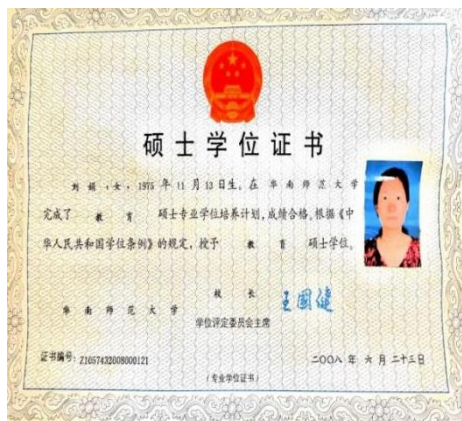 硕士学位证书
刘娟，女，1975 年 11 月 13 日生。在 华南师范大学
完成了 教育 硕士专业学位培养计划，成绩合格。根据《中
华人民共和国学位条例》的规定，授予 教育 硕士学位。
华南师范大学
校长
王国健
学位评定委员会主席
证书编号：Z1057432008000121
二〇〇八 年 六 月 二十三日
（专业学位证书）